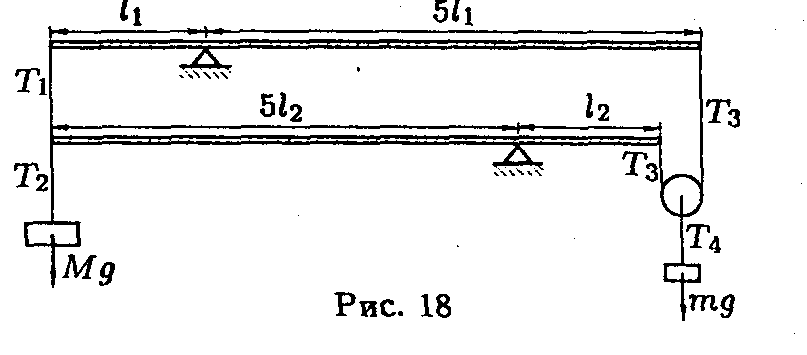 l₁ 5l₁
T₁ 5l₂ l₂ T₃
T₂ T₃
T₄
Mg mg
Рис. 18